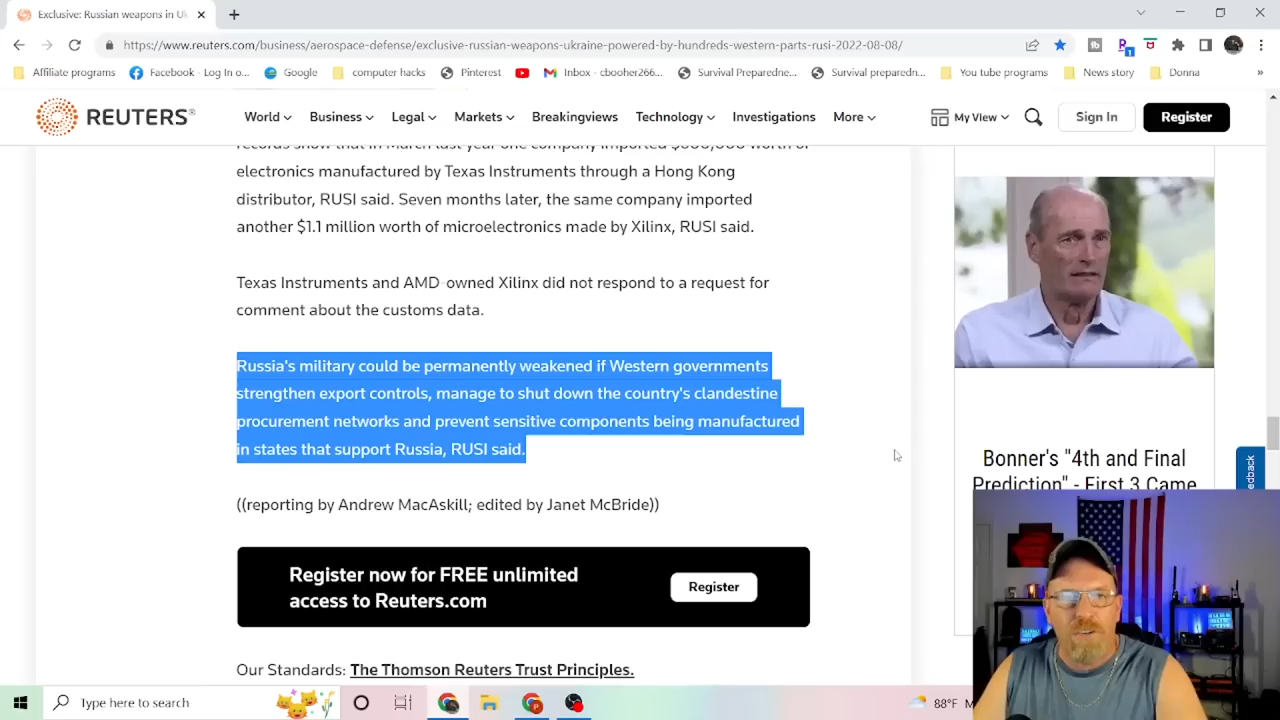 Exclusive: Russian weapons in Uk
https://www.reuters.com/business/aerospace-defense/exclusive-russian-weapons-ukraine-powered-by-hundreds-western-parts-rusi-2022-08-08/
Affiliate programs Facebook - Log In o... Google computer hacks Pinterest Inbox - cbooher266... Survival Preparedne... Survival preparedn... You tube programs News story Donna »
REUTERS® World Business Legal Markets Breakingviews Technology Investigations More My View Sign In Register
records show that in March last year one company imported $600,000 worth of
electronics manufactured by Texas Instruments through a Hong Kong
distributor, RUSI said. Seven months later, the same company imported
another $1.1 million worth of microelectronics made by Xilinx, RUSI said.
Texas Instruments and AMD-owned Xilinx did not respond to a request for
comment about the customs data.
Russia's military could be permanently weakened if Western governments
strengthen export controls, manage to shut down the country's clandestine
procurement networks and prevent sensitive components being manufactured
in states that support Russia, RUSI said.
((reporting by Andrew MacAskill; edited by Janet McBride))
Register now for FREE unlimited
access to Reuters.com
Register
Our Standards: The Thomson Reuters Trust Principles.
Bonner's "4th and Final
Prediction" - First 3 Came
edback
Type here to search
88°F